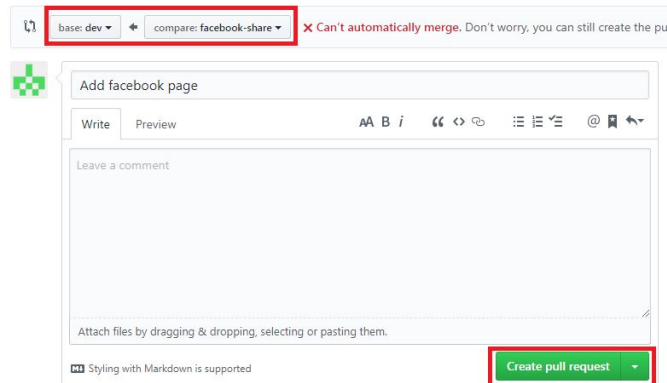 base: dev compare: facebook-share Can't automatically merge. Don't worry, you can still create the pu
Add facebook page
Write Preview AA B i
Leave a comment
Attach files by dragging & dropping, selecting or pasting them.
Styling with Markdown is supported Create pull request